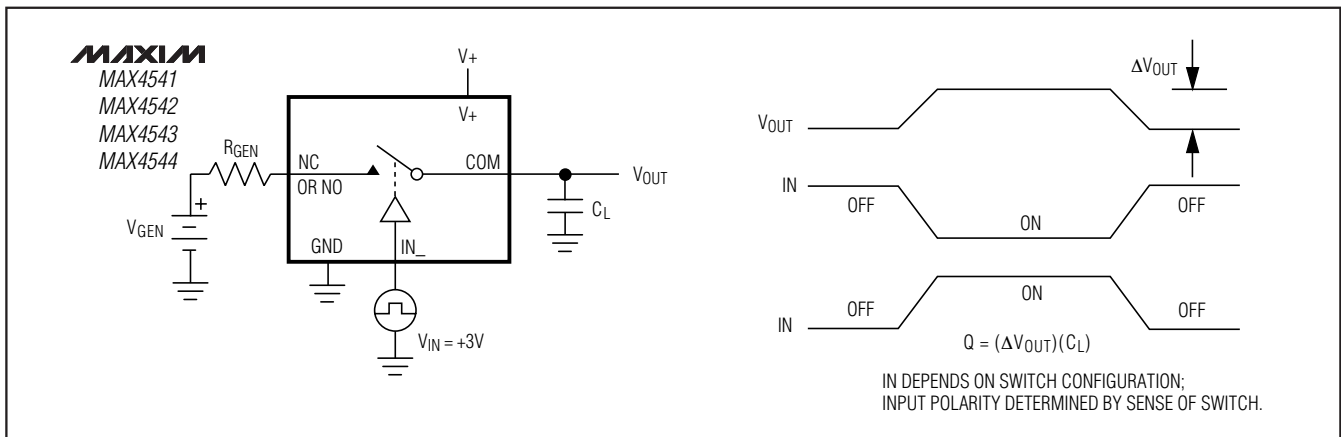 MAXIM
MAX4541
MAX4542
MAX4543
MAX4544
V+
V+
RGEN
NC
OR NO
COM
VOUT
CL
+
VGEN
GND
IN_
VIN = +3V
ΔVOUT
VOUT
IN
OFF
ON
OFF
IN
OFF
ON
OFF
Q = (ΔVOUT)(CL)
IN DEPENDS ON SWITCH CONFIGURATION;
INPUT POLARITY DETERMINED BY SENSE OF SWITCH.